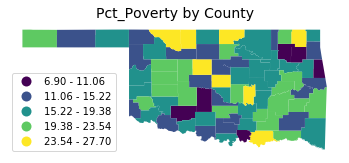 Pct_Poverty by County
6.90 - 11.06
11.06 - 15.22
15.22 - 19.38
19.38 - 23.54
23.54 - 27.70